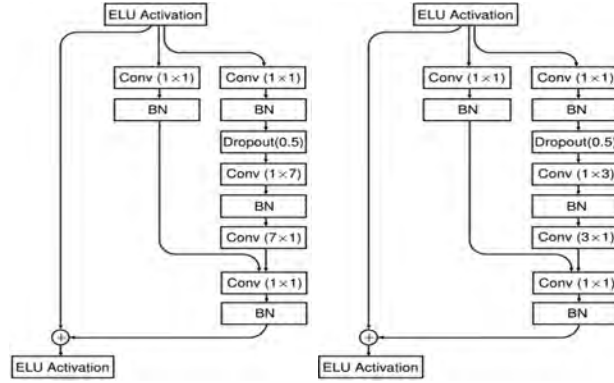 ELU Activation
Conv (1×1)
Conv (1×1)
BN
BN
Dropout(0.5)
Conv (1×7)
BN
Conv (7×1)
Conv (1×1)
BN
+
ELU Activation
ELU Activation
Conv (1×1)
Conv (1×1)
BN
BN
Dropout(0.5)
Conv (1×3)
BN
Conv (3×1)
Conv (1×1)
BN
+
ELU Activation